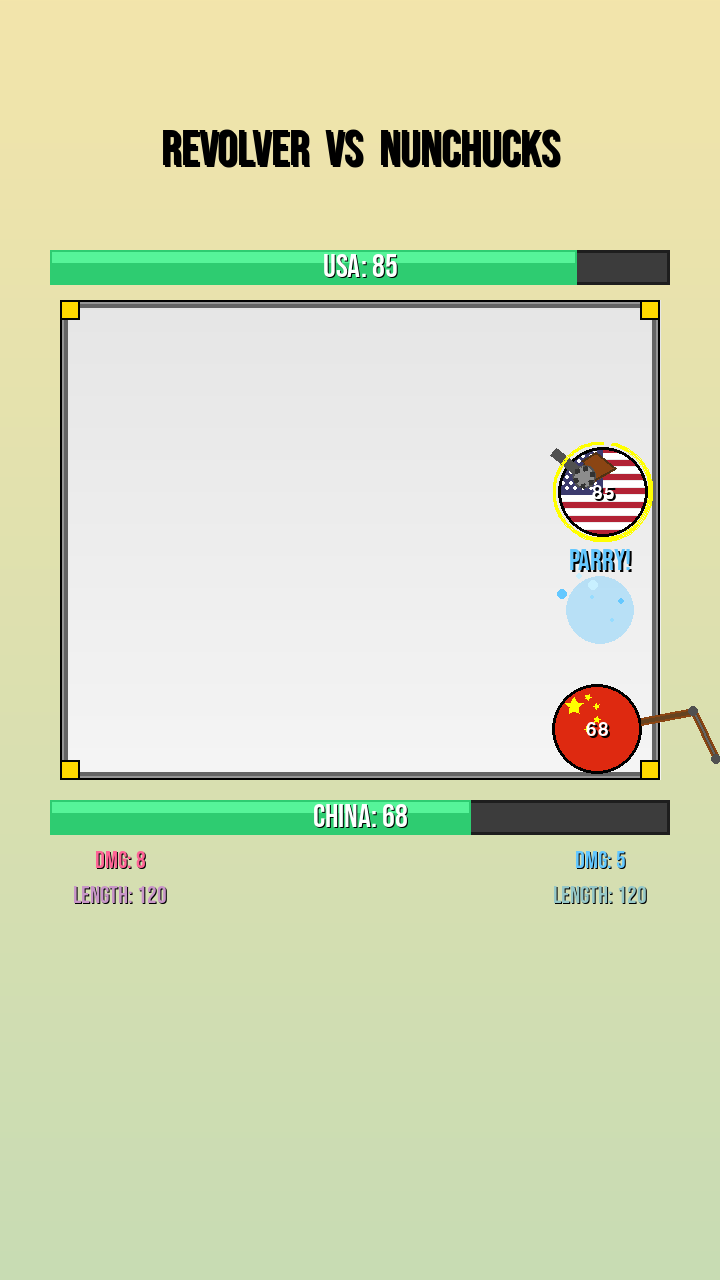 REVOLVER VS NUNCHUCKS
USA: 85
85
PARRY!
68
CHINA: 68
DMG: 8
DMG: 5
LENGTH: 120
LENGTH: 120